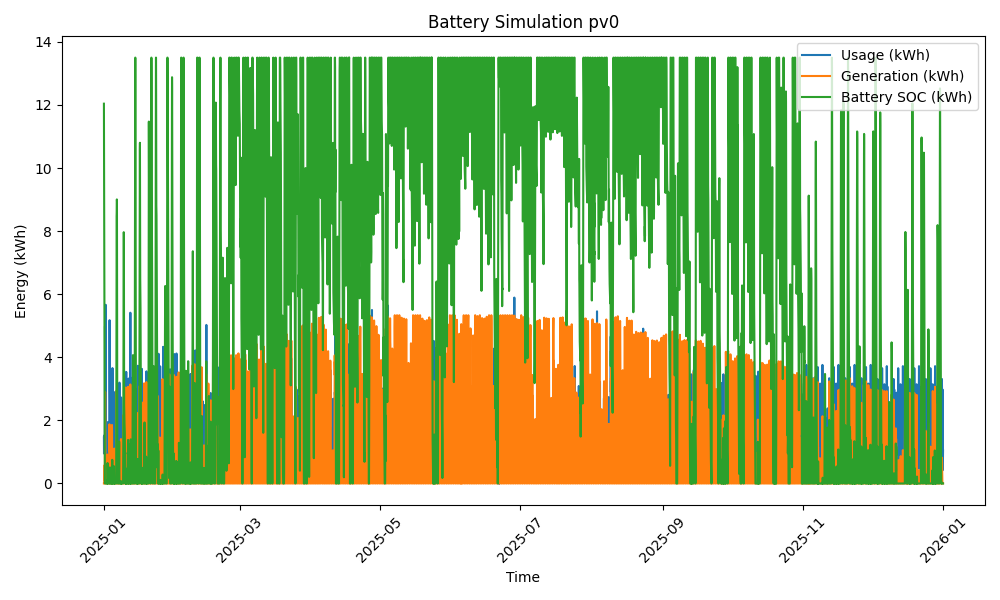 Battery Simulation pv0
Usage (kWh)
Generation (kWh)
Battery SOC (kWh)
Energy (kWh)
14
12
10
8
6
4
2
0
2025-01
2025-03
2025-05
2025-07
2025-09
2025-11
2026-01
Time